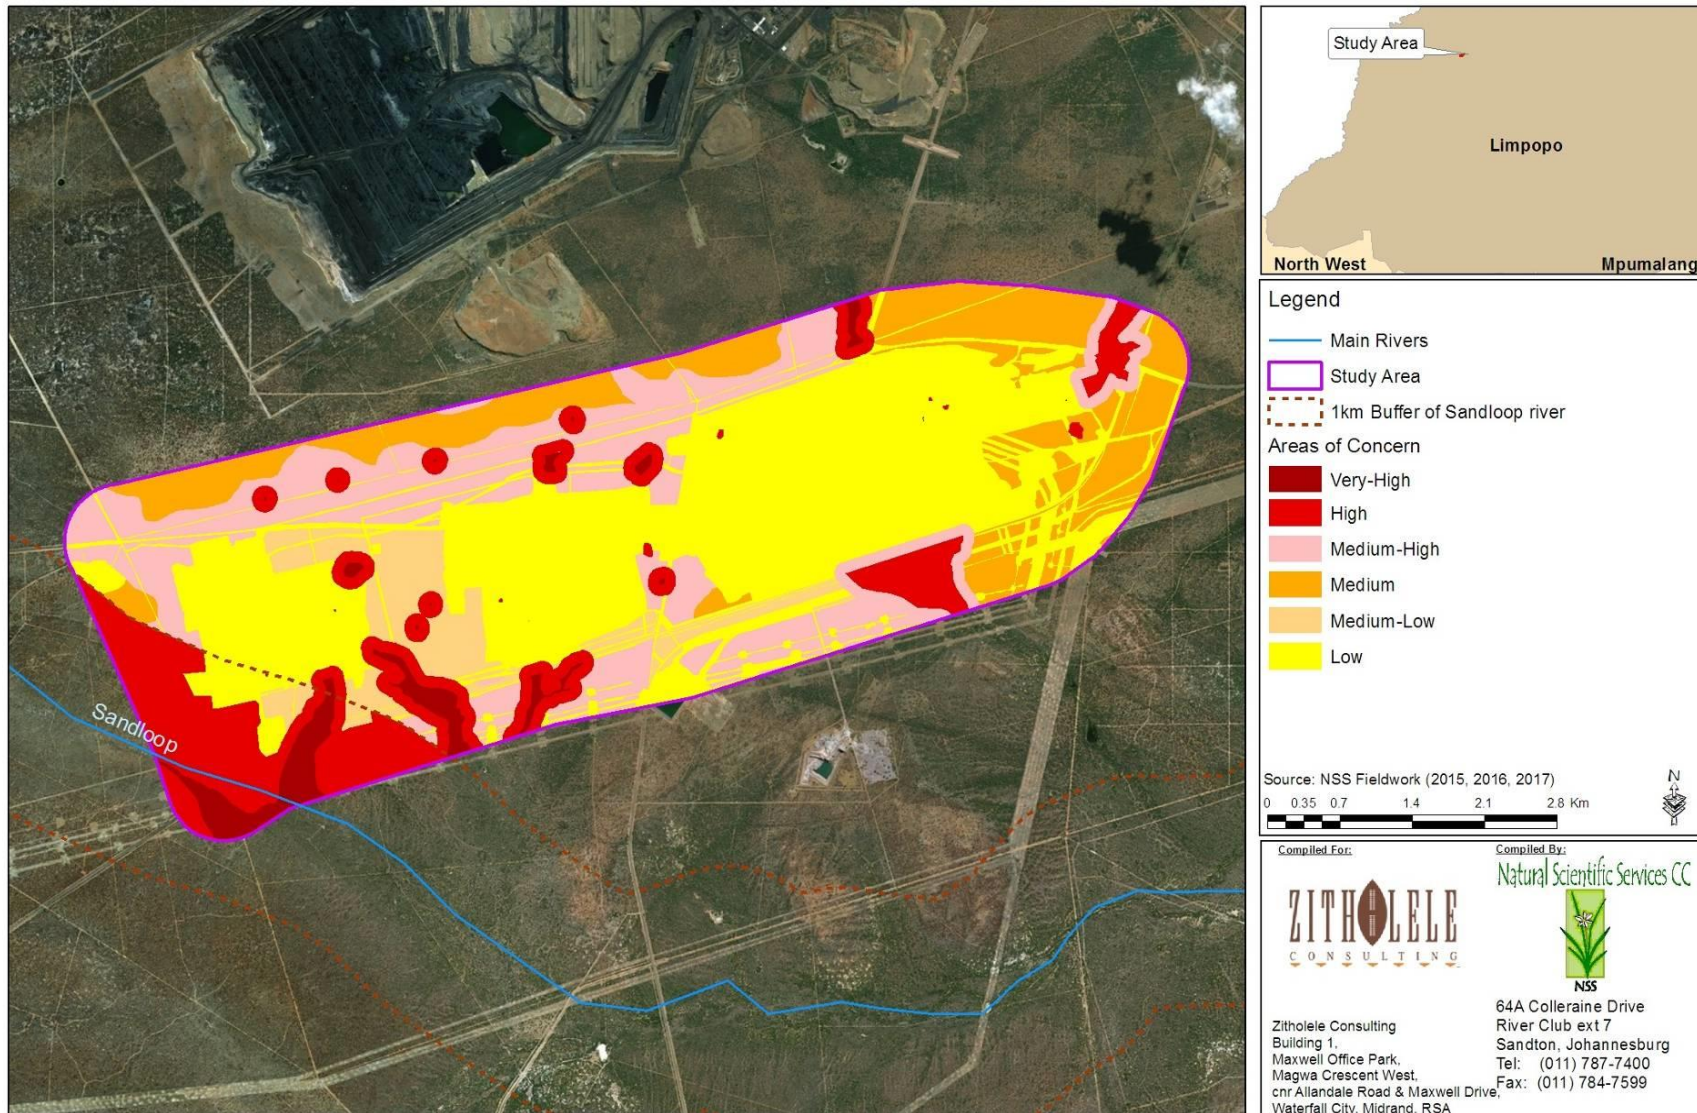 Sandloop
Study Area
Limpopo
North West
Mpumalang
Legend
Main Rivers
Study Area
1km Buffer of Sandloop river
Areas of Concern
Very-High
High
Medium-High
Medium
Medium-Low
Low
Source: NSS Fieldwork (2015, 2016, 2017)
0 0.35 0.7 1.4 2.1 2.8 Km
N
Compiled For:
ZITHOLELE
CONSULTING
Zitholele Consulting
Building 1,
Maxwell Office Park,
Magwa Crescent West,
cnr Allandale Road & Maxwell Drive,
Waterfall City, Midrand, RSA
Compiled By:
Natural Scientific Services CC
NSS
64A Colleraine Drive
River Club ext 7
Sandton, Johannesburg
Tel: (011) 787-7400
Fax: (011) 784-7599